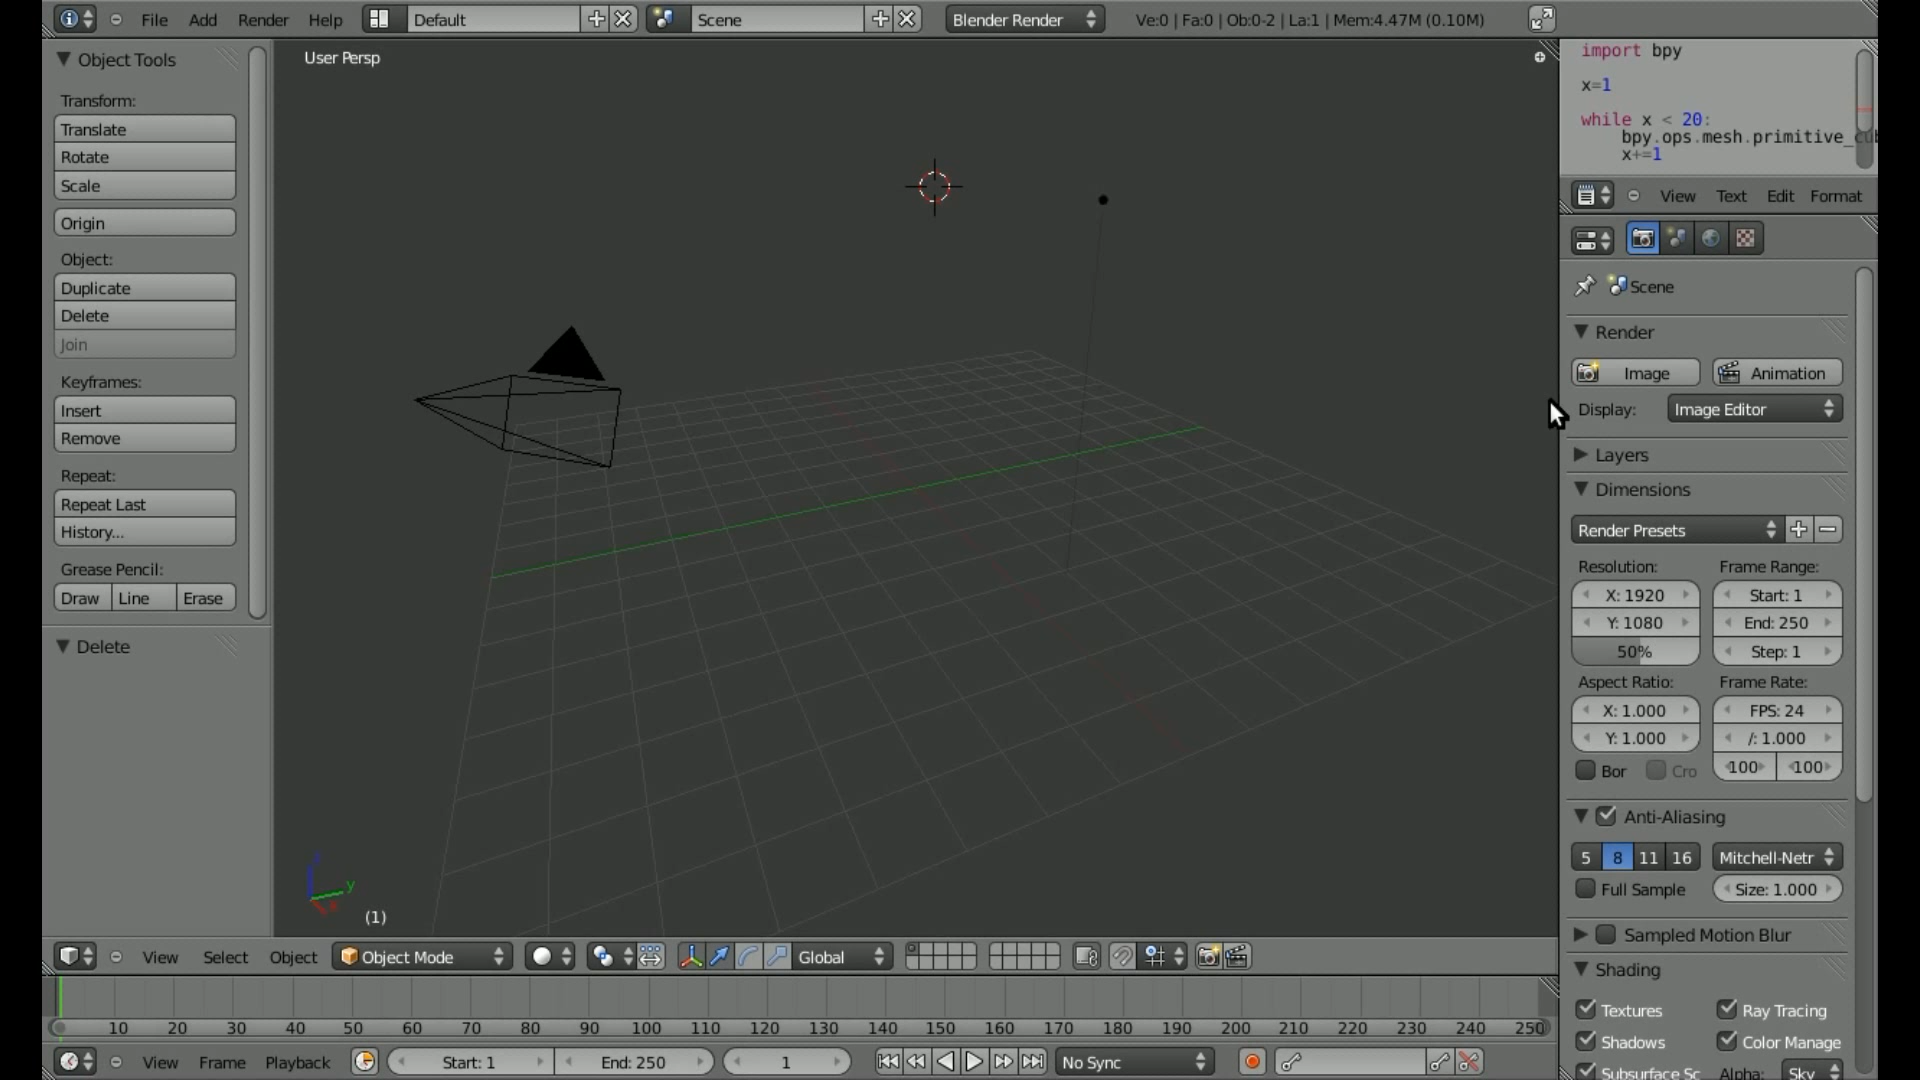 File Add Render Help Default Scene Blender Render Ve:0 | Fa:0 | Ob:0-2 | La:1 | Mem:4.47M (0.10M)
Object Tools
Transform:
Translate
Rotate
Scale
Origin
Object:
Duplicate
Delete
Join
Keyframes:
Insert
Remove
Repeat:
Repeat Last
History...
Grease Pencil:
Draw Line Erase
Delete
User Persp
y
(1)
import bpy
x=1
while x < 20:
bpy.ops.mesh.primitive_cub
x+=1
View Text Edit Format
Scene
Render
Image Animation
Display: Image Editor
Layers
Dimensions
Render Presets
Resolution: Frame Range:
X: 1920 Start: 1
Y: 1080 End: 250
50% Step: 1
Aspect Ratio: Frame Rate:
X: 1.000 FPS: 24
Y: 1.000 /: 1.000
Bor Cro 100 100
Anti-Aliasing
5 8 11 16 Mitchell-Netr
Full Sample Size: 1.000
Sampled Motion Blur
Shading
Textures Ray Tracing
Shadows Color Manage
Subsurface Sc Alpha: Sky
View Select Object Object Mode Global
10 20 30 40 50 60 70 80 90 100 110 120 130 140 150 160 170 180 190 200 210 220 230 240 250
View Frame Playback Start: 1 End: 250 1 No Sync